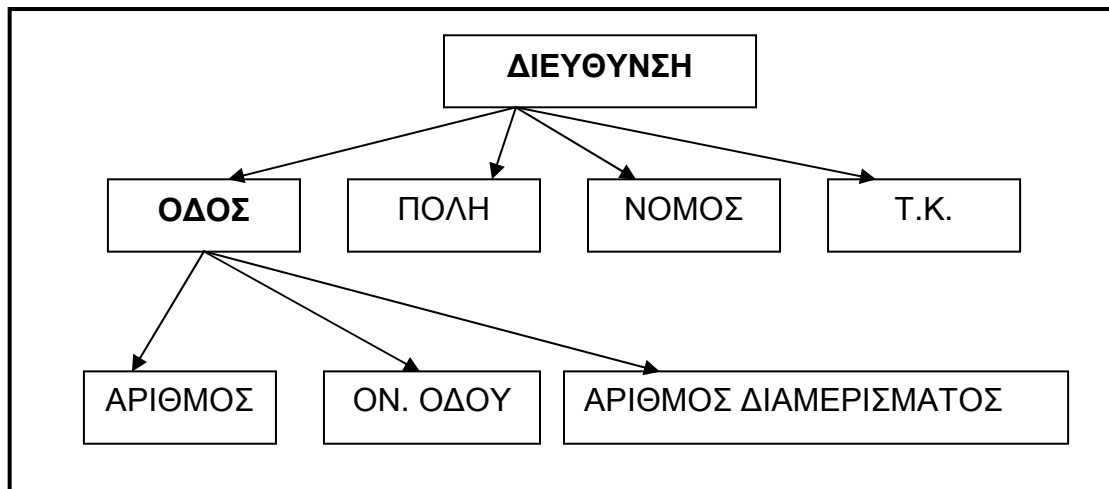 ΔΙΕΥΘΥΝΣΗ
ΟΔΟΣ
ΠΟΛΗ
ΝΟΜΟΣ
Τ.Κ.
ΑΡΙΘΜΟΣ
ΟΝ. ΟΔΟΥ
ΑΡΙΘΜΟΣ ΔΙΑΜΕΡΙΣΜΑΤΟΣ